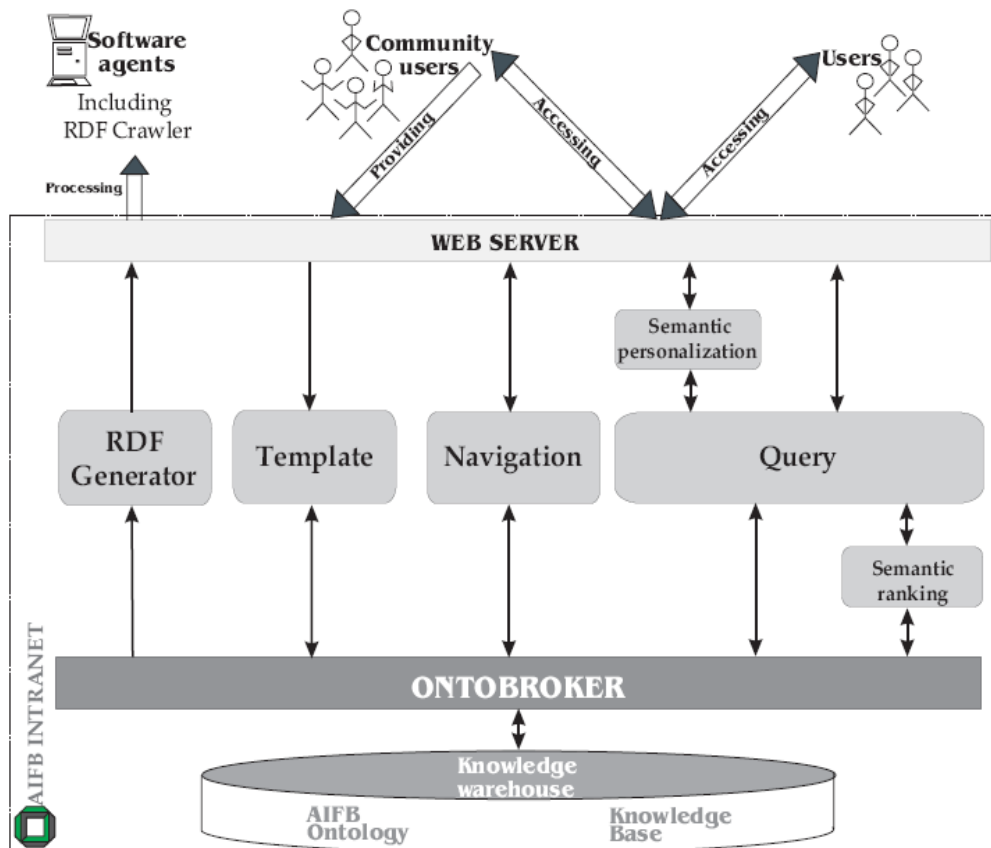 Software
agents
Including
RDF Crawler
Community
users
Users
Processing
Providing
Accessing
Accessing
WEB SERVER
Semantic
personalization
RDF
Generator
Template
Navigation
Query
Semantic
ranking
ONTOBROKER
AIFB INTRANET
Knowledge
warehouse
AIFB
Ontology
Knowledge
Base